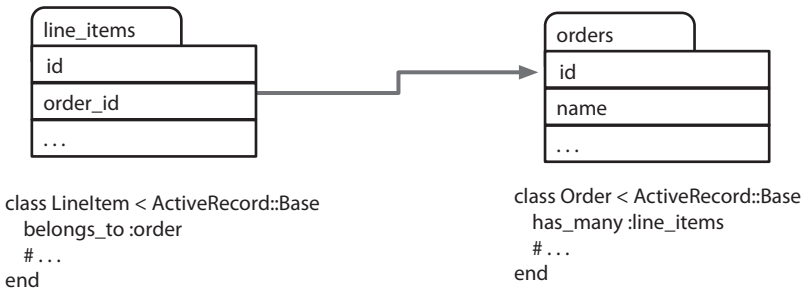 line_items
id
order_id
...
class LineItem < ActiveRecord::Base
belongs_to :order
# ...
end
orders
id
name
...
class Order < ActiveRecord::Base
has_many :line_items
# ...
end